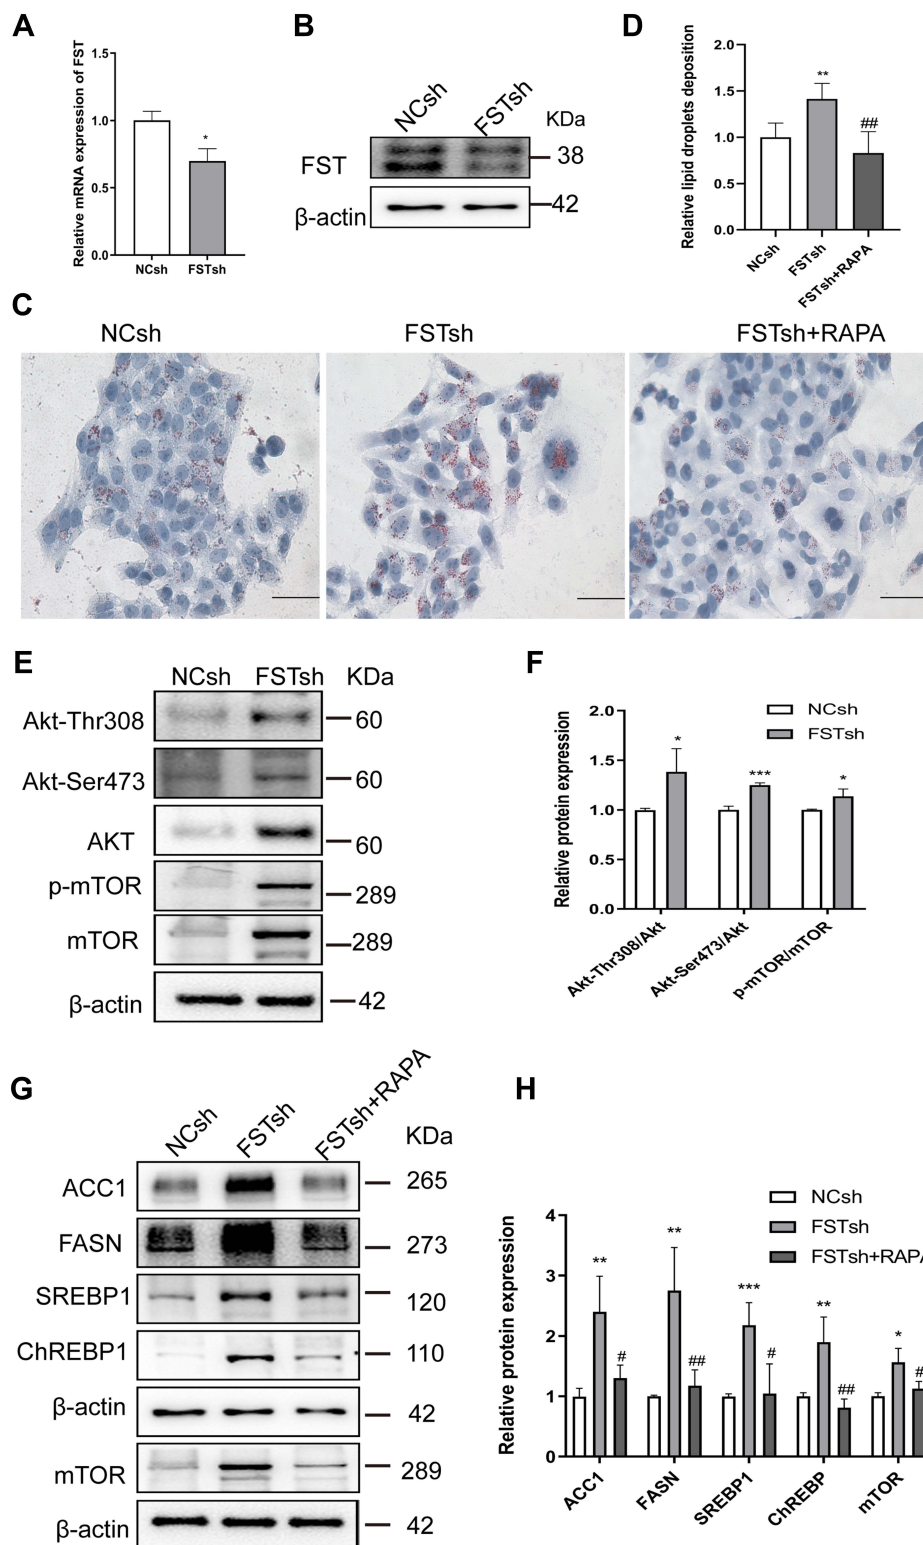 A
Relative mRNA expression of FST
1.5
1.0
0.5
0.0
*
NCsh
FSTsh
B
NCsh
FSTsh
KDa
FST
38
β-actin
42
D
Relative lipid droplets deposition
2.0
1.5
1.0
0.5
0.0
**
##
NCsh
FSTsh
FSTsh+RAPA
C
NCsh
FSTsh
FSTsh+RAPA
E
NCsh
FSTsh
KDa
Akt-Thr308
60
Akt-Ser473
60
AKT
60
p-mTOR
289
mTOR
289
β-actin
42
F
Relative protein expression
2.0
1.5
1.0
0.5
0.0
NCsh
FSTsh
*
***
*
Akt-Thr308/Akt
Akt-Ser473/Akt
p-mTOR/mTOR
G
NCsh
FSTsh
FSTsh+RAPA
KDa
ACC1
265
FASN
273
SREBP1
120
ChREBP1
110
β-actin
42
mTOR
289
β-actin
42
H
Relative protein expression
4
3
2
1
0
NCsh
FSTsh
FSTsh+RAPA
**
#
**
##
***
#
**
##
*
#
ACC1
FASN
SREBP1
ChREBP
mTOR